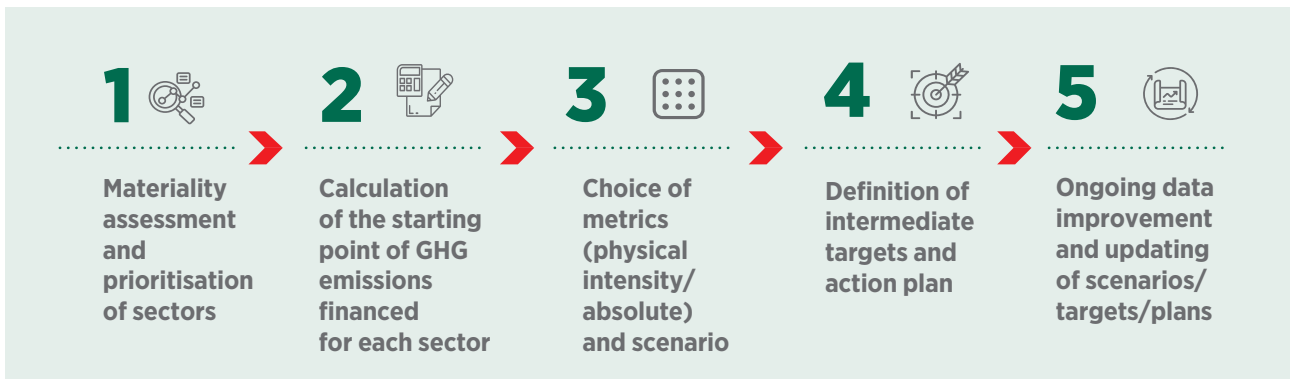 1
Materiality
assessment
and
prioritisation
of sectors
2
Calculation
of the starting
point of GHG
emissions
financed
for each sector
3
Choice of
metrics
(physical
intensity/
absolute)
and scenario
4
Definition of
intermediate
targets and
action plan
5
Ongoing data
improvement
and updating
of scenarios/
targets/plans